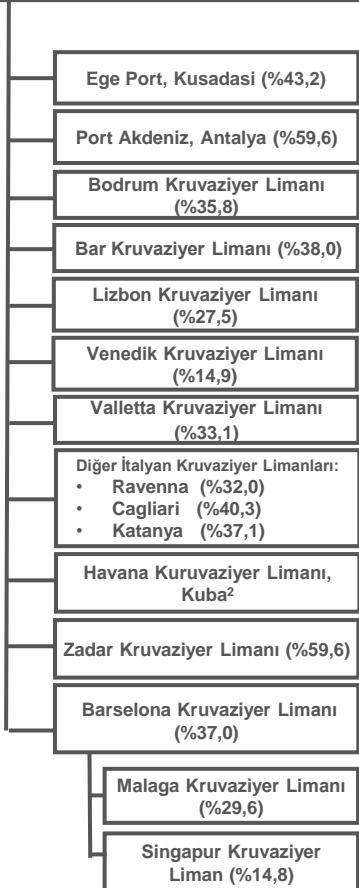 Ege Port, Kusadasi (%43,2)
Port Akdeniz, Antalya (%59,6)
Bodrum Kruvaziyer Limanı
(%35,8)
Bar Kruvaziyer Limanı (%38,0)
Lizbon Kruvaziyer Limanı
(%27,5)
Venedik Kruvaziyer Limanı
(%14,9)
Valletta Kruvaziyer Limanı
(%33,1)
Diğer İtalyan Kruvaziyer Limanları:
• Ravenna (%32,0)
• Cagliari (%40,3)
• Katanya (%37,1)
Havana Kuruvaziyer Limanı,
Kuba²
Zadar Kruvaziyer Limanı (%59,6)
Barselona Kruvaziyer Limanı
(%37,0)
Malaga Kruvaziyer Limanı
(%29,6)
Singapur Kruvaziyer
Liman (%14,8)